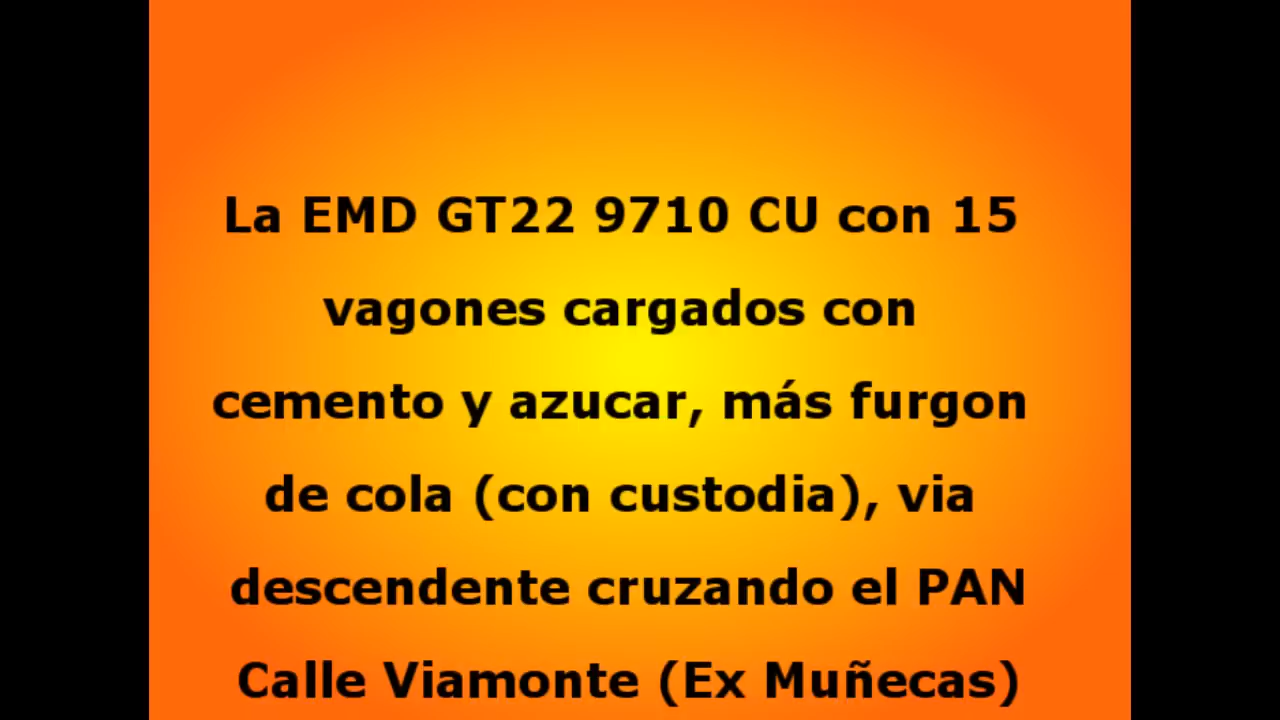 La EMD GT22 9710 CU con 15
vagones cargados con
cemento y azucar, más furgon
de cola (con custodia), via
descendente cruzando el PAN
Calle Viamonte (Ex Muñecas)